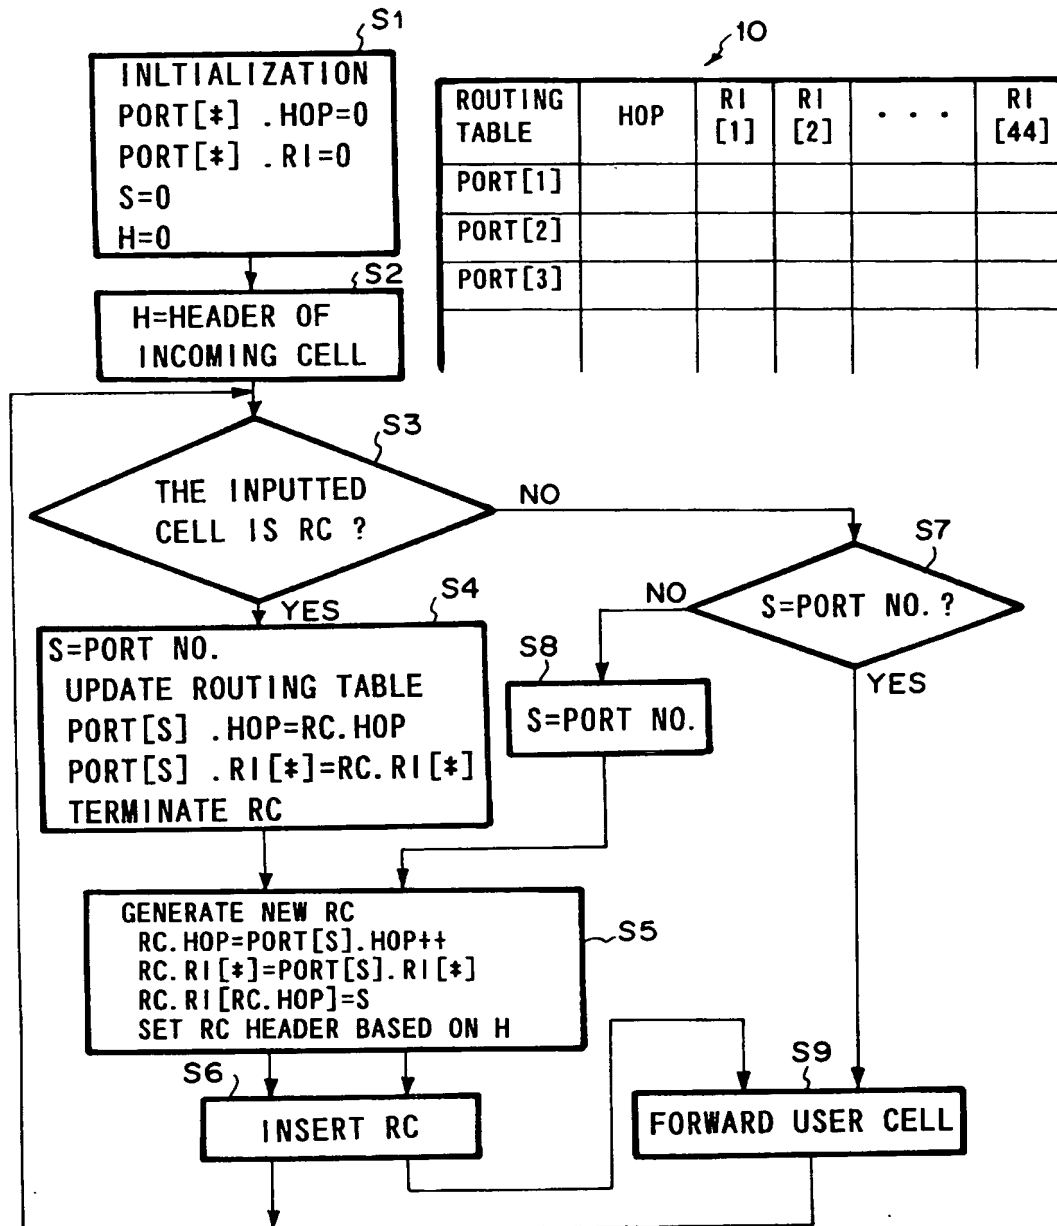 S1
INLTIALIZATION
PORT[*] .HOP=0
PORT[*] .RI=0
S=0
H=0
10
ROUTING TABLE
HOP
RI [1]
RI [2]
. . .
RI [44]
PORT[1]
PORT[2]
PORT[3]
S2
H=HEADER OF
INCOMING CELL
S3
THE INPUTTED
CELL IS RC ?
NO
YES
S7
S=PORT NO. ?
NO
YES
S4
S=PORT NO.
UPDATE ROUTING TABLE
PORT[S] .HOP=RC.HOP
PORT[S] .RI[*]=RC.RI[*]
TERMINATE RC
S8
S=PORT NO.
S5
GENERATE NEW RC
RC.HOP=PORT[S].HOP++
RC.RI[*]=PORT[S].RI[*]
RC.RI[RC.HOP]=S
SET RC HEADER BASED ON H
S6
INSERT RC
S9
FORWARD USER CELL